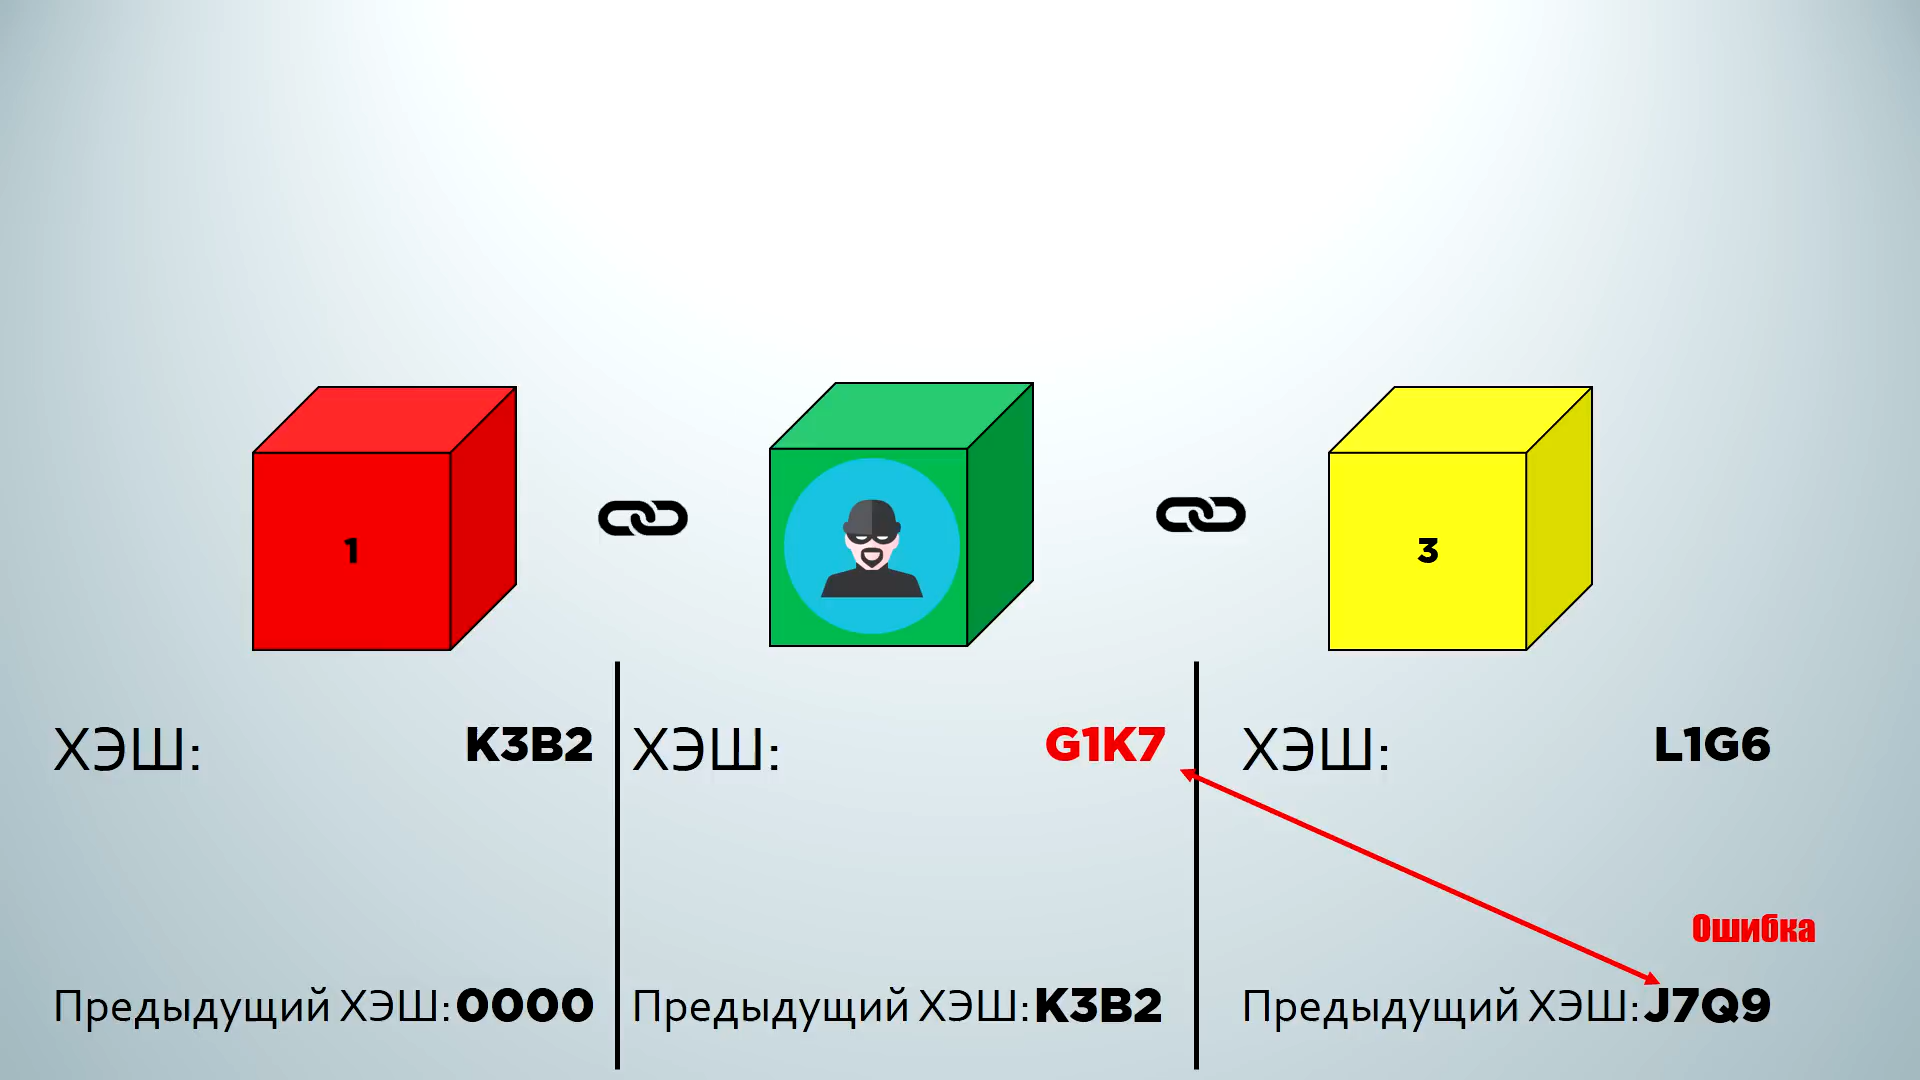 1
3
ХЭШ: K3B2
ХЭШ: G1K7
ХЭШ: L1G6
Ошибка
Предыдущий ХЭШ: 0000
Предыдущий ХЭШ: K3B2
Предыдущий ХЭШ: J7Q9